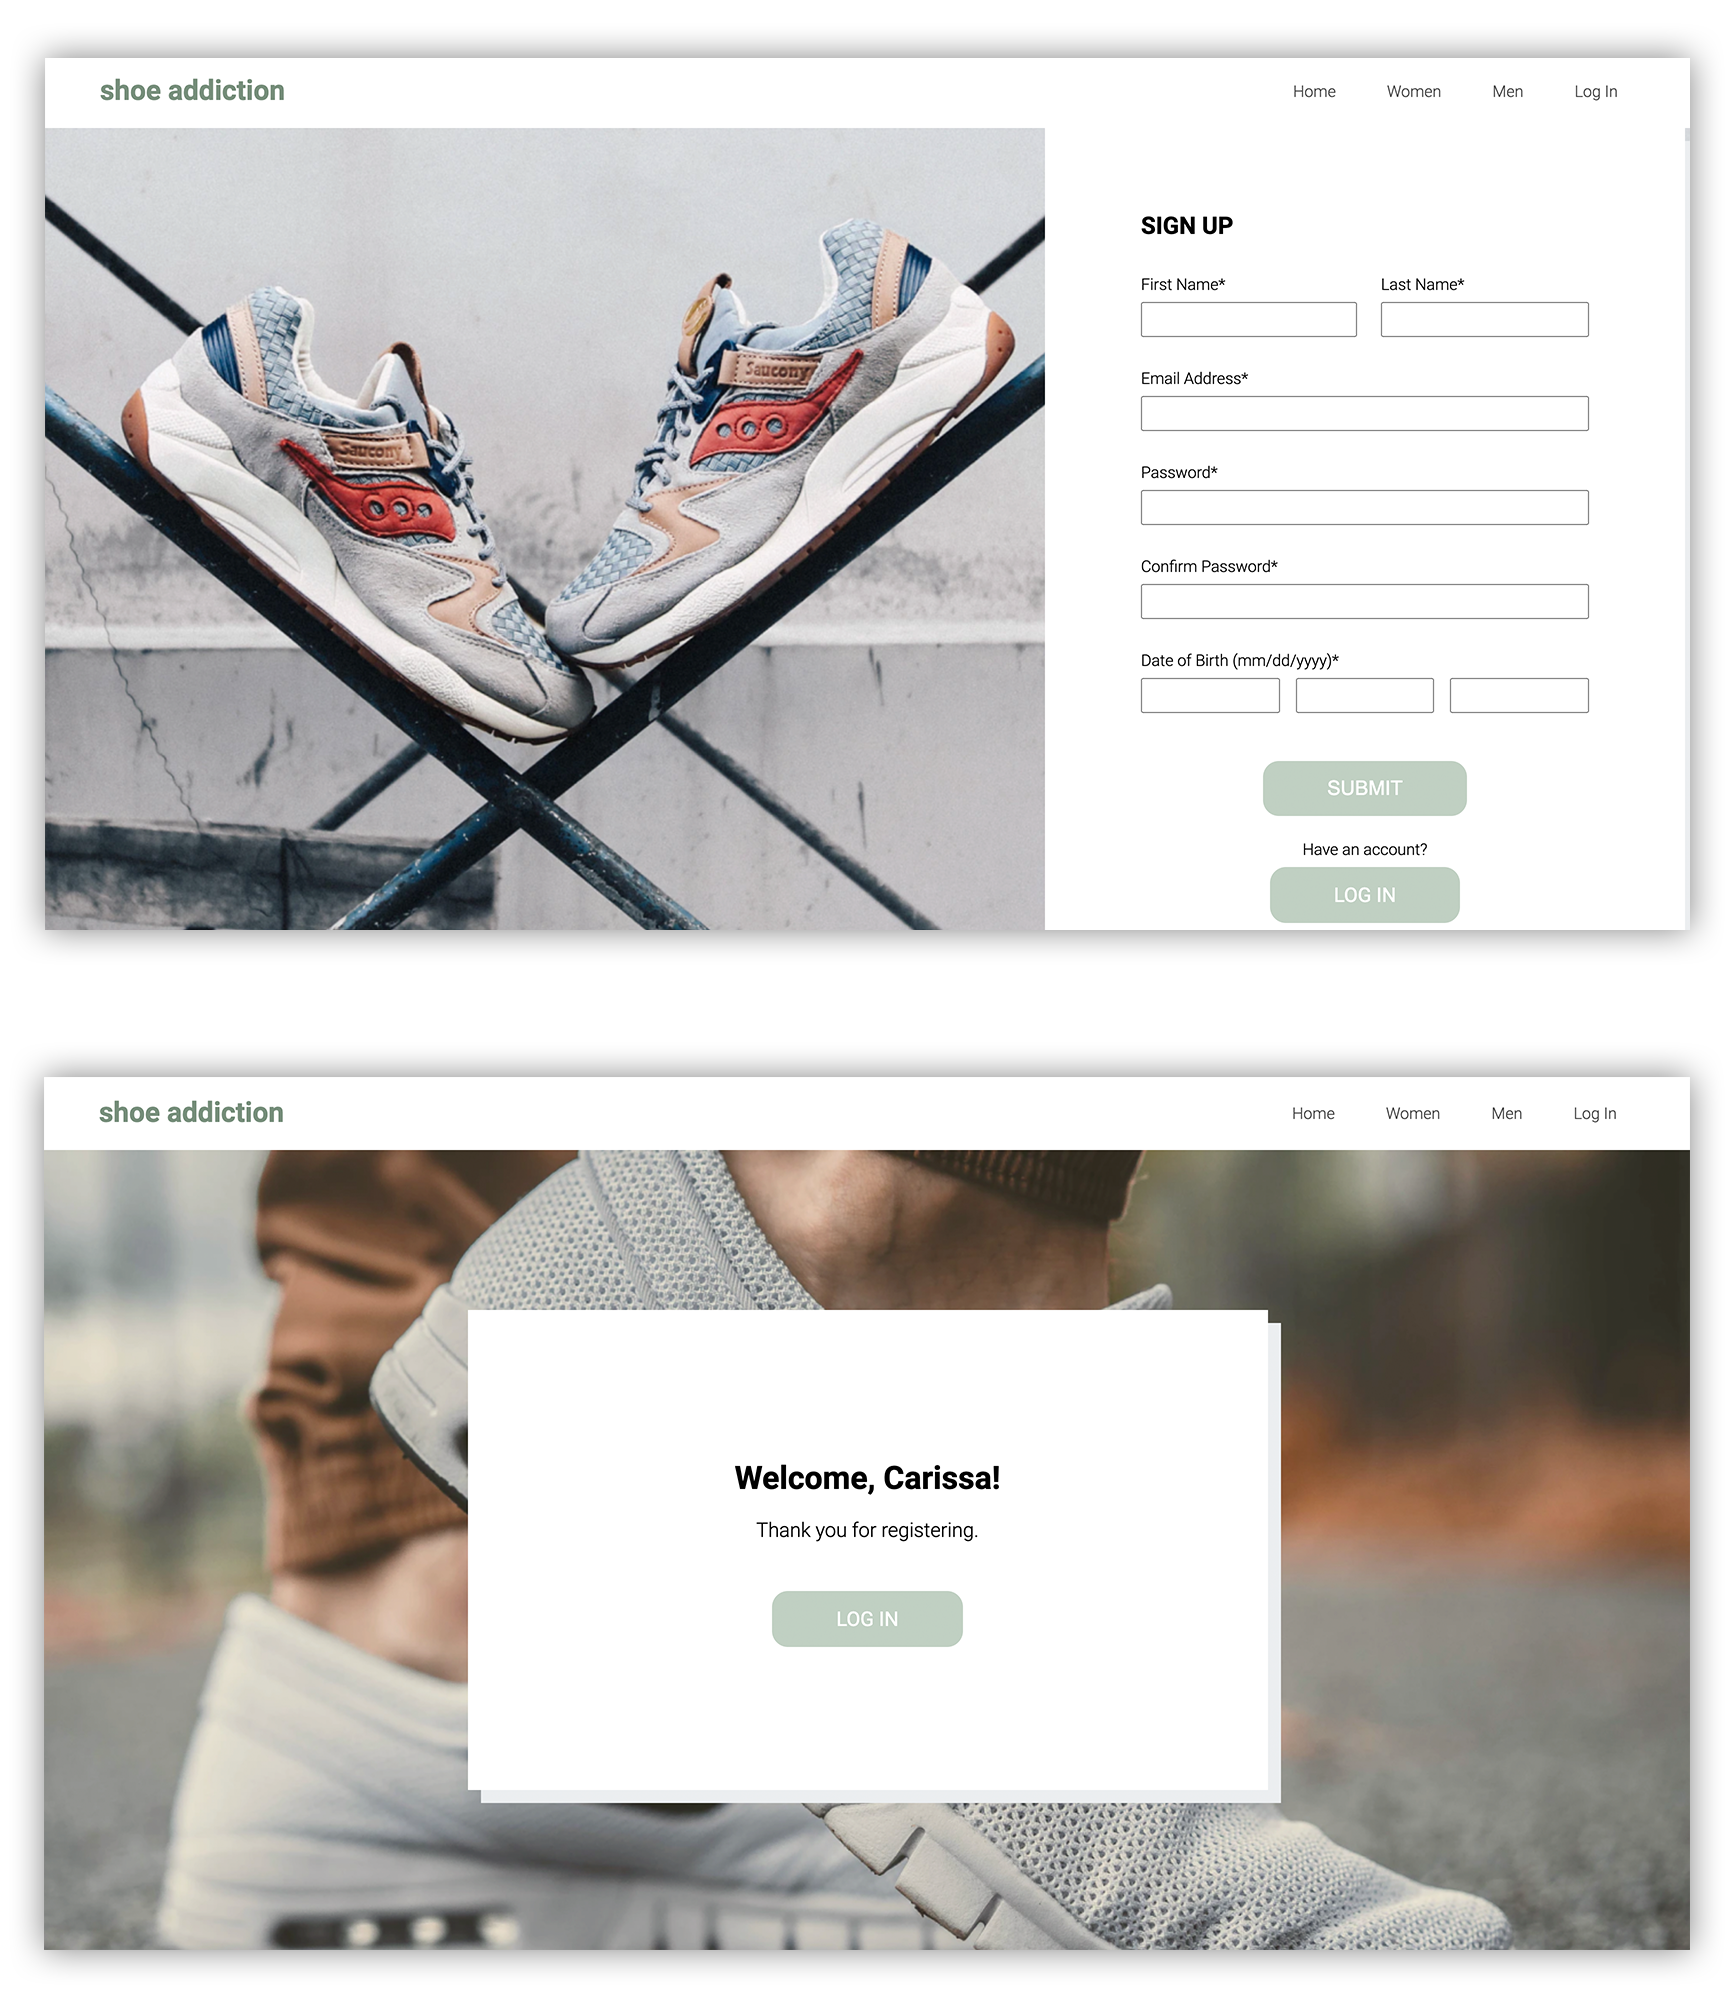 shoe addiction
Home Women Men Log In
Saucony
Saucony
SIGN UP
First Name* Last Name*
Email Address*
Password*
Confirm Password*
Date of Birth (mm/dd/yyyy)*
SUBMIT
Have an account?
LOG IN
shoe addiction
Home Women Men Log In
Welcome, Carissa!
Thank you for registering.
LOG IN